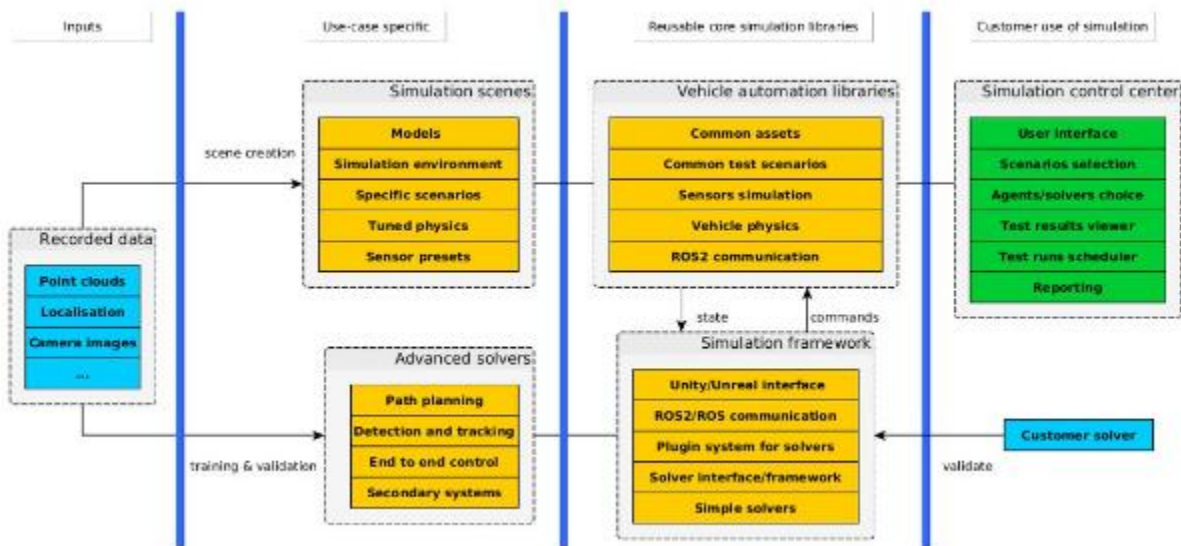 Inputs
Use-case specific
Reusable core simulation libraries
Customer use of simulation
Simulation scenes
Models
Simulation environment
Specific scenarios
Tuned physics
Sensor presets
Vehicle automation libraries
Common assets
Common test scenarios
Sensors simulation
Vehicle physics
ROS2 communication
Simulation control center
User interface
Scenarios selection
Agents/solvers choice
Test results viewer
Test runs scheduler
Reporting
scene creation
Recorded data
Point clouds
Localisation
Camera images
...
state
commands
Advanced solvers
Path planning
Detection and tracking
End to end control
Secondary systems
Simulation framework
Unity/Unreal interface
ROS2/ROS communication
Plugin system for solvers
Solver interface/framework
Simple solvers
Customer solver
training & validation
validate